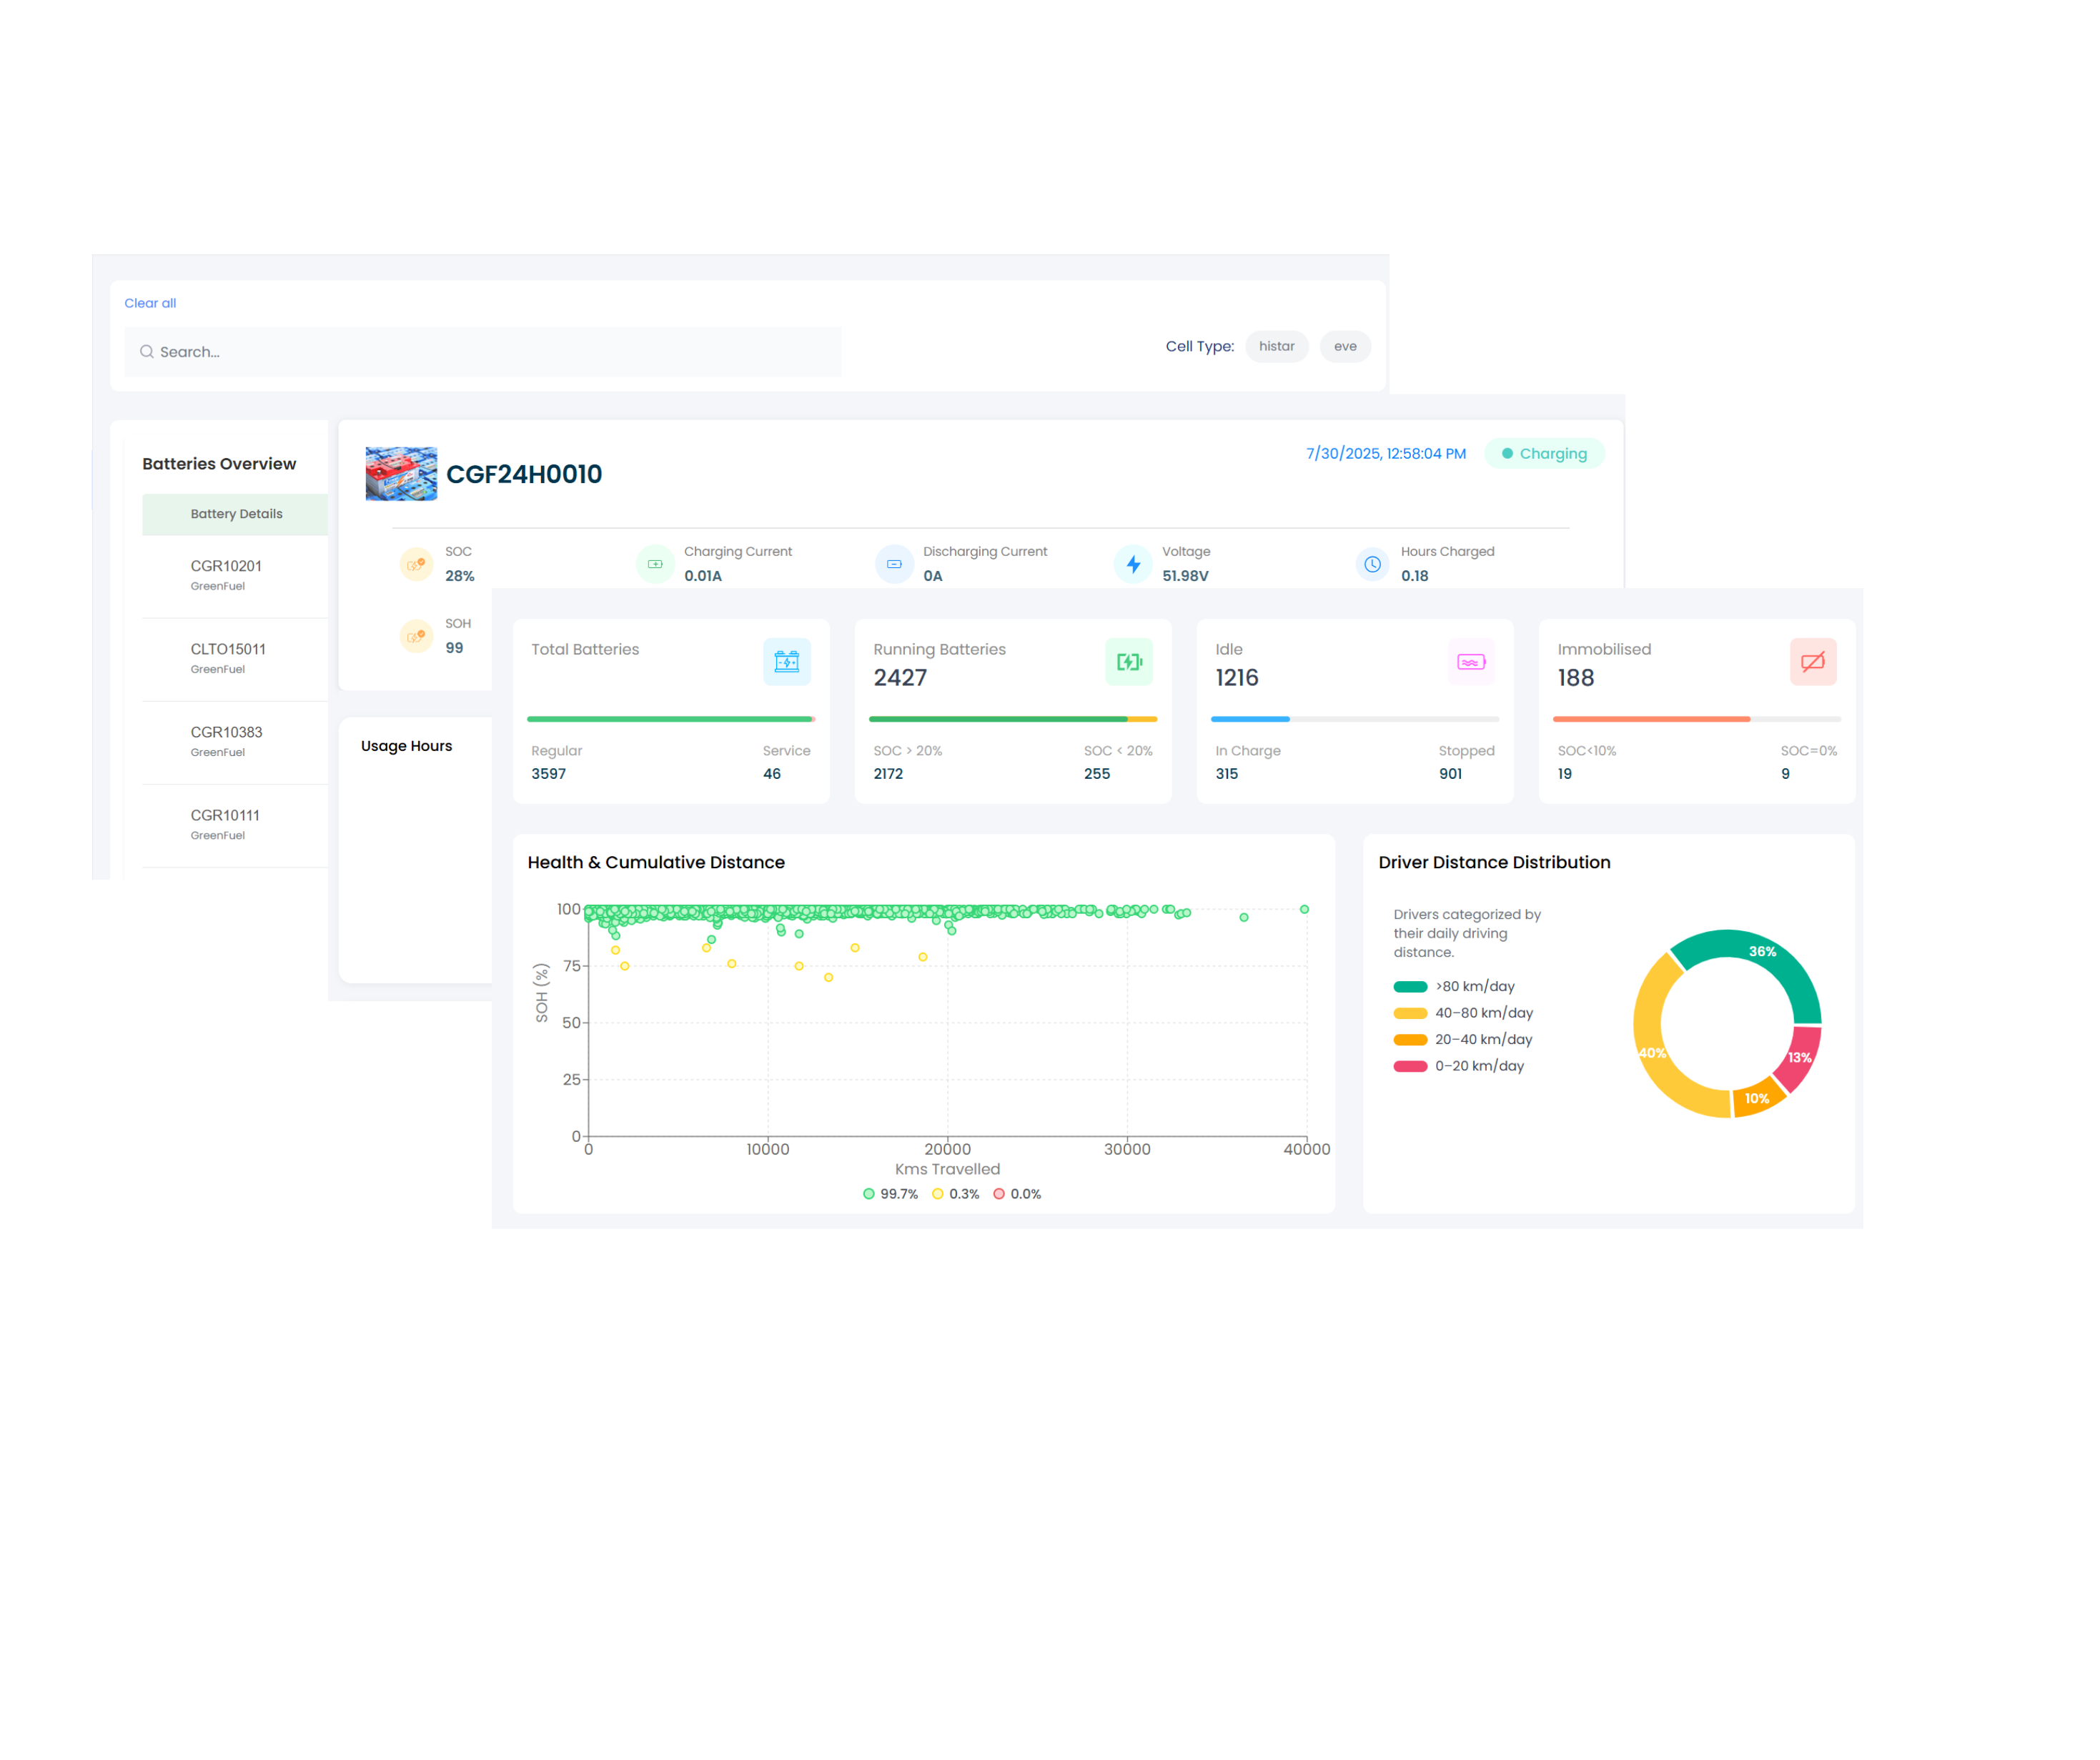 Clear all
Search...
Cell Type: histar eve
Batteries Overview
Battery Details
CGR10201
GreenFuel
CLTO15011
GreenFuel
CGR10383
GreenFuel
CGR10111
GreenFuel
CGF24H0010
7/30/2025, 12:58:04 PM Charging
SOC
28%
Charging Current
0.01A
Discharging Current
0A
Voltage
51.98V
Hours Charged
0.18
SOH
99
Usage Hours
Total Batteries
Regular Service
3597 46
Running Batteries
2427
SOC > 20% SOC < 20%
2172 255
Idle
1216
In Charge Stopped
315 901
Immobilised
188
SOC<10% SOC=0%
19 9
Health & Cumulative Distance
100
75
50
25
0
SOH (%)
0 10000 20000 30000 40000
Kms Travelled
99.7% 0.3% 0.0%
Driver Distance Distribution
Drivers categorized by
their daily driving
distance.
>80 km/day
40–80 km/day
20–40 km/day
0–20 km/day
36%
40%
13%
10%